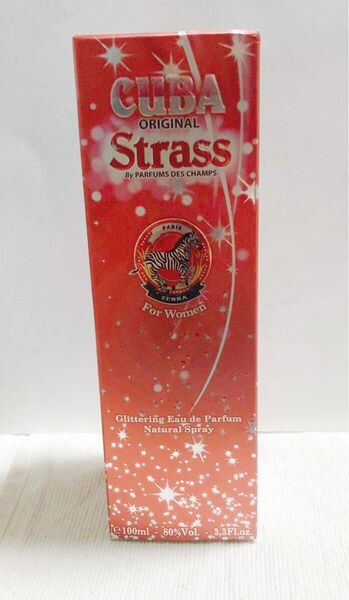 CUBA
ORIGINAL
Strass
By PARFUMS DES CHAMPS
PARIS
ZEBRA
For Women
Glittering Eau de Parfum
Natural Spray
℮100ml - 80%Vol. - 3,3Fl.oz.